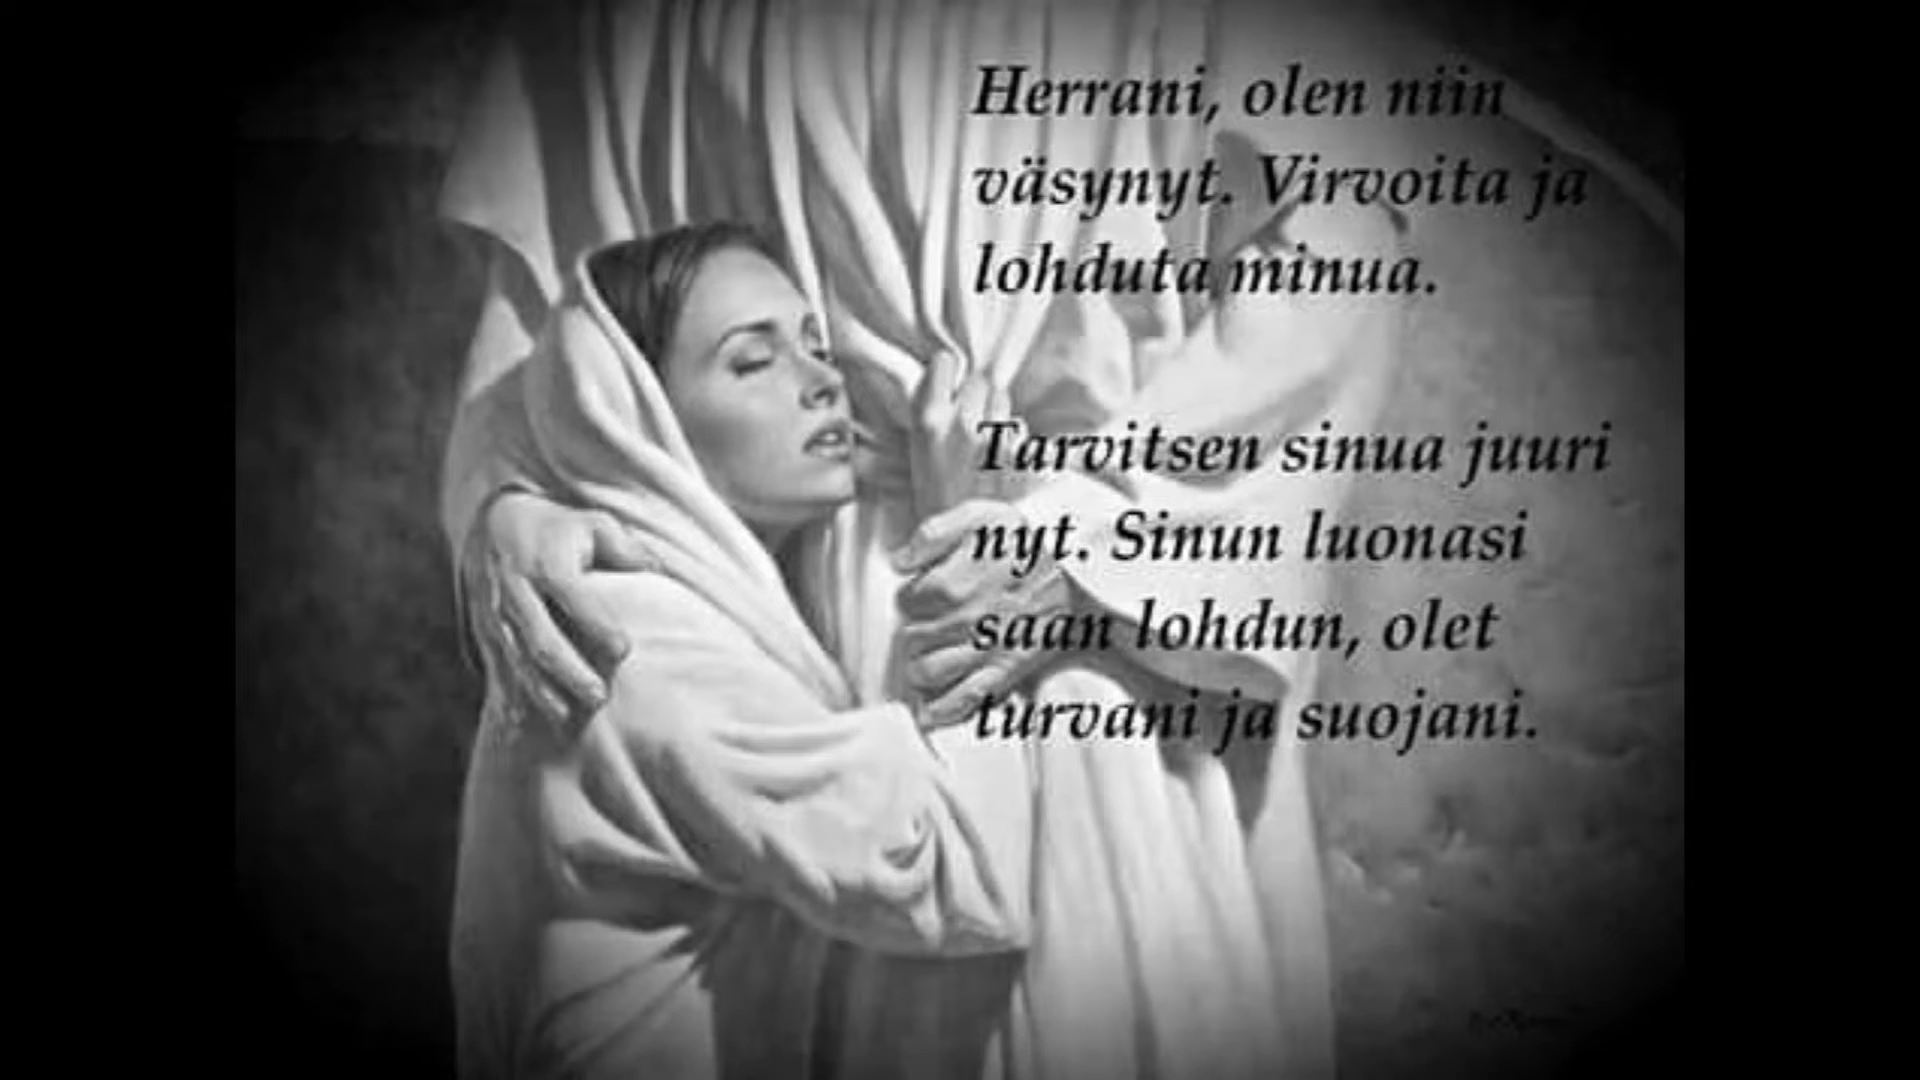 Herrani, olen niin
väsynyt. Virvoita ja
lohduta minua.
Tarvitsen sinua juuri
nyt. Sinun luonasi
saan lohdun, olet
turvani ja suojani.